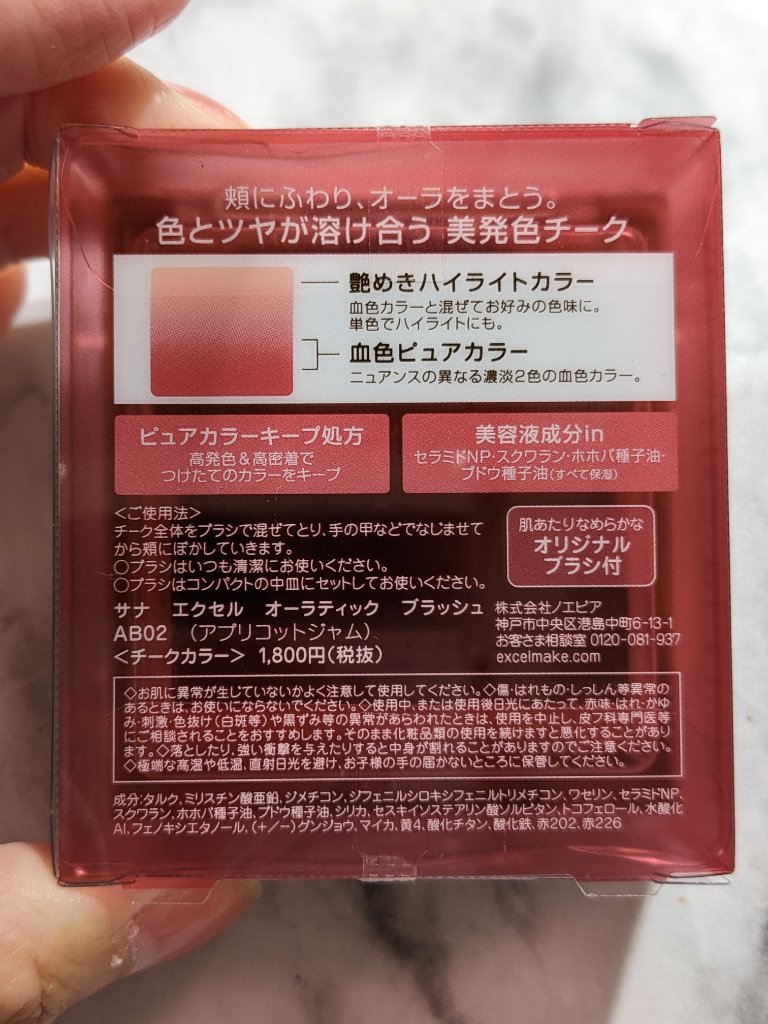 頬にふわり、オーラをまとう。
色とツヤが溶け合う 美発色チーク
艶めきハイライトカラー
血色カラーと混ぜてお好みの色味に。
単色でハイライトにも。
血色ピュアカラー
ニュアンスの異なる濃淡2色の血色カラー。
ピュアカラーキープ処方
高発色&高密着で
つけたてのカラーをキープ
美容液成分in
セラミドNP・スクワラン・ホホバ種子油・
ブドウ種子油(すべて保湿)
<ご使用法>
チーク全体をブラシで混ぜてとり、手の甲などでなじませて
から頬にぼかしていきます。
○ブラシはいつも清潔にお使いください。
○ブラシはコンパクトの中皿にセットしてお使いください。
肌あたりなめらかな
オリジナル
ブラシ付
サナ エクセル オーラティック ブラッシュ
AB02 (アプリコットジャム)
<チークカラー> 1,800円(税抜)
株式会社ノエビア
神戸市中央区港島中町6-13-1
お客さま相談室 0120-081-937
excelmake.com
◇お肌に異常が生じていないかよく注意して使用してください。◇傷・はれもの・しっしん等異常の
あるときは、お使いにならないでください。◇使用中、または使用後日光にあたって、赤味・はれ・かゆ
み・刺激・色抜け(白斑等)や黒ずみ等の異常があらわれたときは、使用を中止し、皮フ科専門医等
にご相談されることをおすすめします。そのまま化粧品類の使用を続けますと悪化することがあり
ます。◇落としたり、強い衝撃を与えたりすると中身が割れることがありますのでご注意ください。
◇極端な高温や低温、直射日光を避け、お子様の手の届かないところに保管してください。
成分:タルク、ミリスチン酸亜鉛、ジメチコン、ジフェニルシロキシフェニルトリメチコン、ワセリン、セラミドNP、
スクワラン、ホホバ種子油、ブドウ種子油、シリカ、セスキイソステアリン酸ソルビタン、トコフェロール、水酸化
Al、フェノキシエタノール、(+/−)グンジョウ、マイカ、黄4、酸化チタン、酸化鉄、赤202、赤226